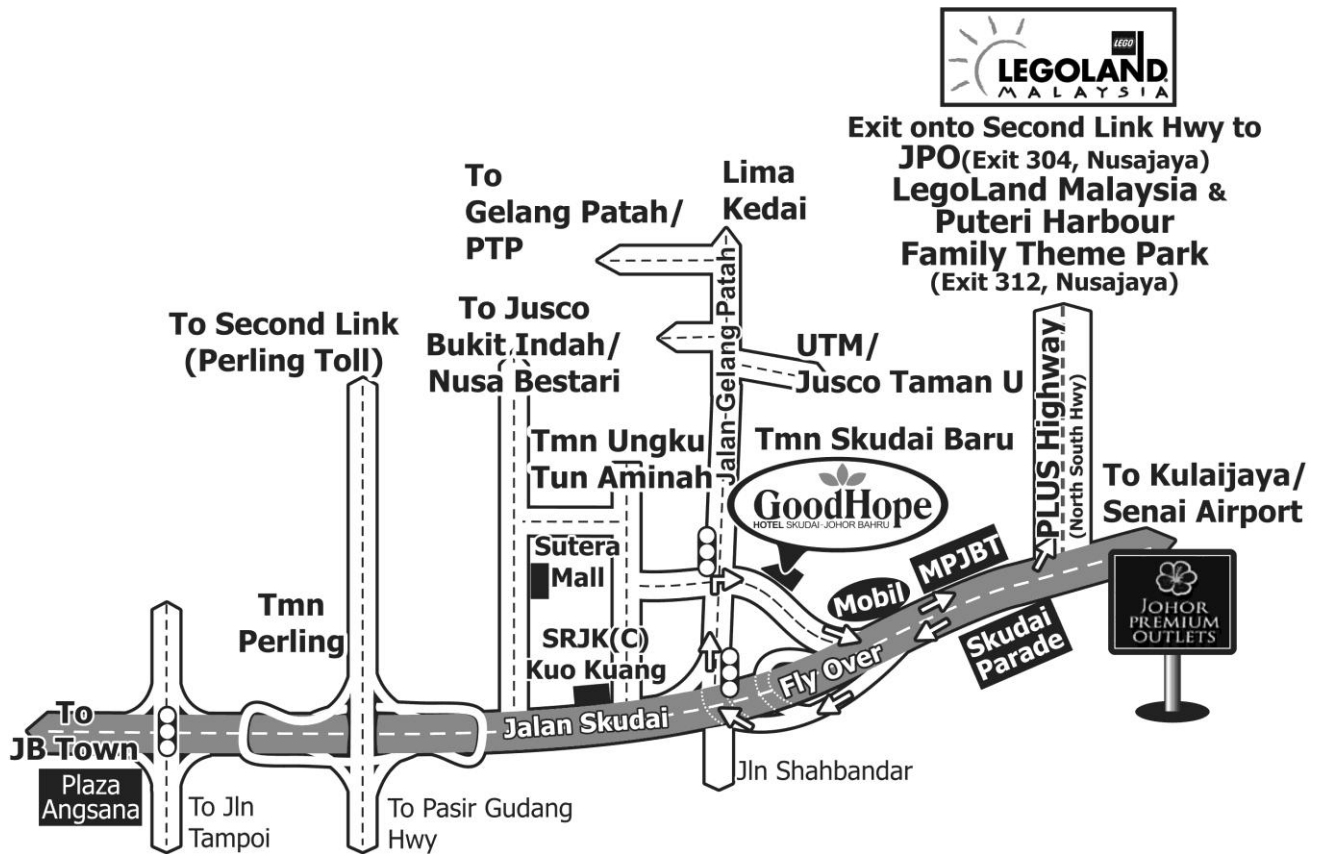 LEGO
LEGOLAND
MALAYSIA
Exit onto Second Link Hwy to
JPO(Exit 304, Nusajaya)
LegoLand Malaysia &
Puteri Harbour
Family Theme Park
(Exit 312, Nusajaya)
To
Gelang Patah/
PTP
Lima
Kedai
To Second Link
(Perling Toll)
To Jusco
Bukit Indah/
Nusa Bestari
Jalan-Gelang-Patah
UTM/
Jusco Taman U
PLUS Highway
(North South Hwy)
Tmn Ungku
Tun Aminah
Tmn Skudai Baru
GoodHope
HOTEL SKUDAI-JOHOR BAHRU
To Kulaijaya/
Senai Airport
Sutera
Mall
Mobil
MPJBT
Skudai
Parade
JOHOR
PREMIUM
OUTLETS
Tmn
Perling
SRJK(C)
Kuo Kuang
Fly Over
Jalan Skudai
To
JB Town
Plaza
Angsana
To Jln
Tampoi
To Pasir Gudang
Hwy
Jln Shahbandar